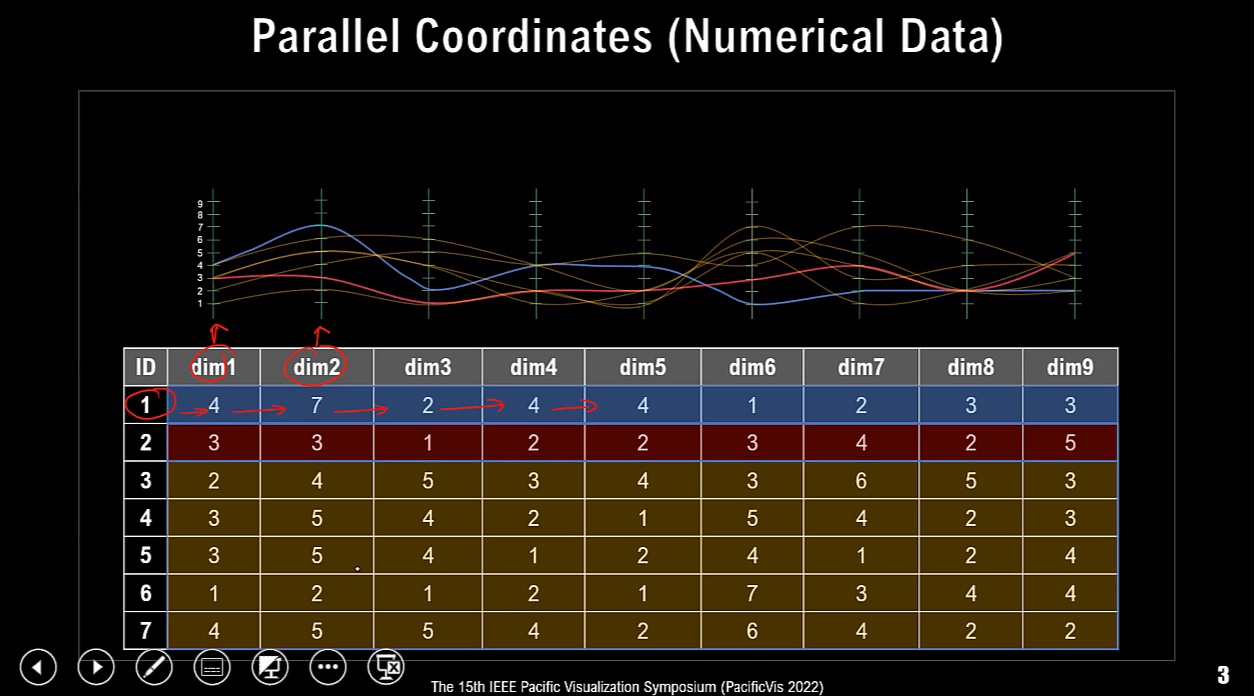 Parallel Coordinates (Numerical Data)
9
8
7
6
5
4
3
2
1
ID dim1 dim2 dim3 dim4 dim5 dim6 dim7 dim8 dim9
1 4 7 2 4 4 1 2 3 3
2 3 3 1 2 2 3 4 2 5
3 2 4 5 3 4 3 6 5 3
4 3 5 4 2 1 5 4 2 3
5 3 5 4 1 2 4 1 2 4
6 1 2 1 2 1 7 3 4 4
7 4 5 5 4 2 6 4 2 2
The 15th IEEE Pacific Visualization Symposium (PacificVis 2022)
3